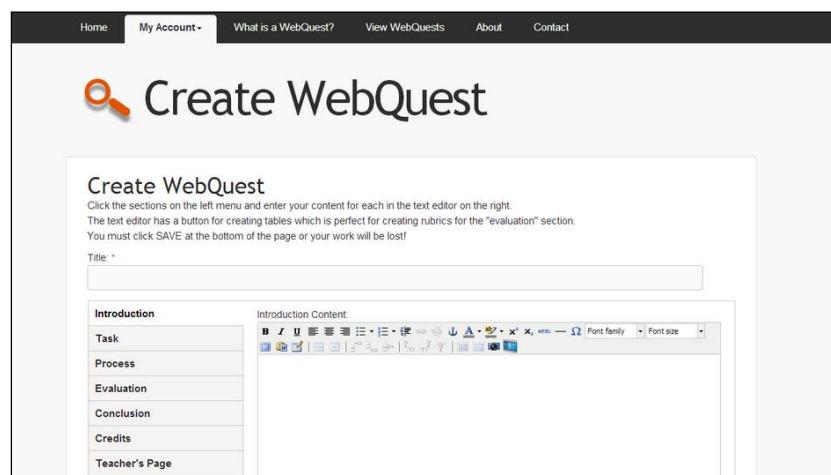 Home My Account What is a WebQuest? View WebQuests About Contact
Create WebQuest
Create WebQuest
Click the sections on the left menu and enter your content for each in the text editor on the right.
The text editor has a button for creating tables which is perfect for creating rubrics for the "evaluation" section.
You must click SAVE at the bottom of the page or your work will be lost!
Title: *
Introduction
Introduction Content:
B I U A x² x₂ HTML — Ω Font family Font size
Task
Process
Evaluation
Conclusion
Credits
Teacher's Page